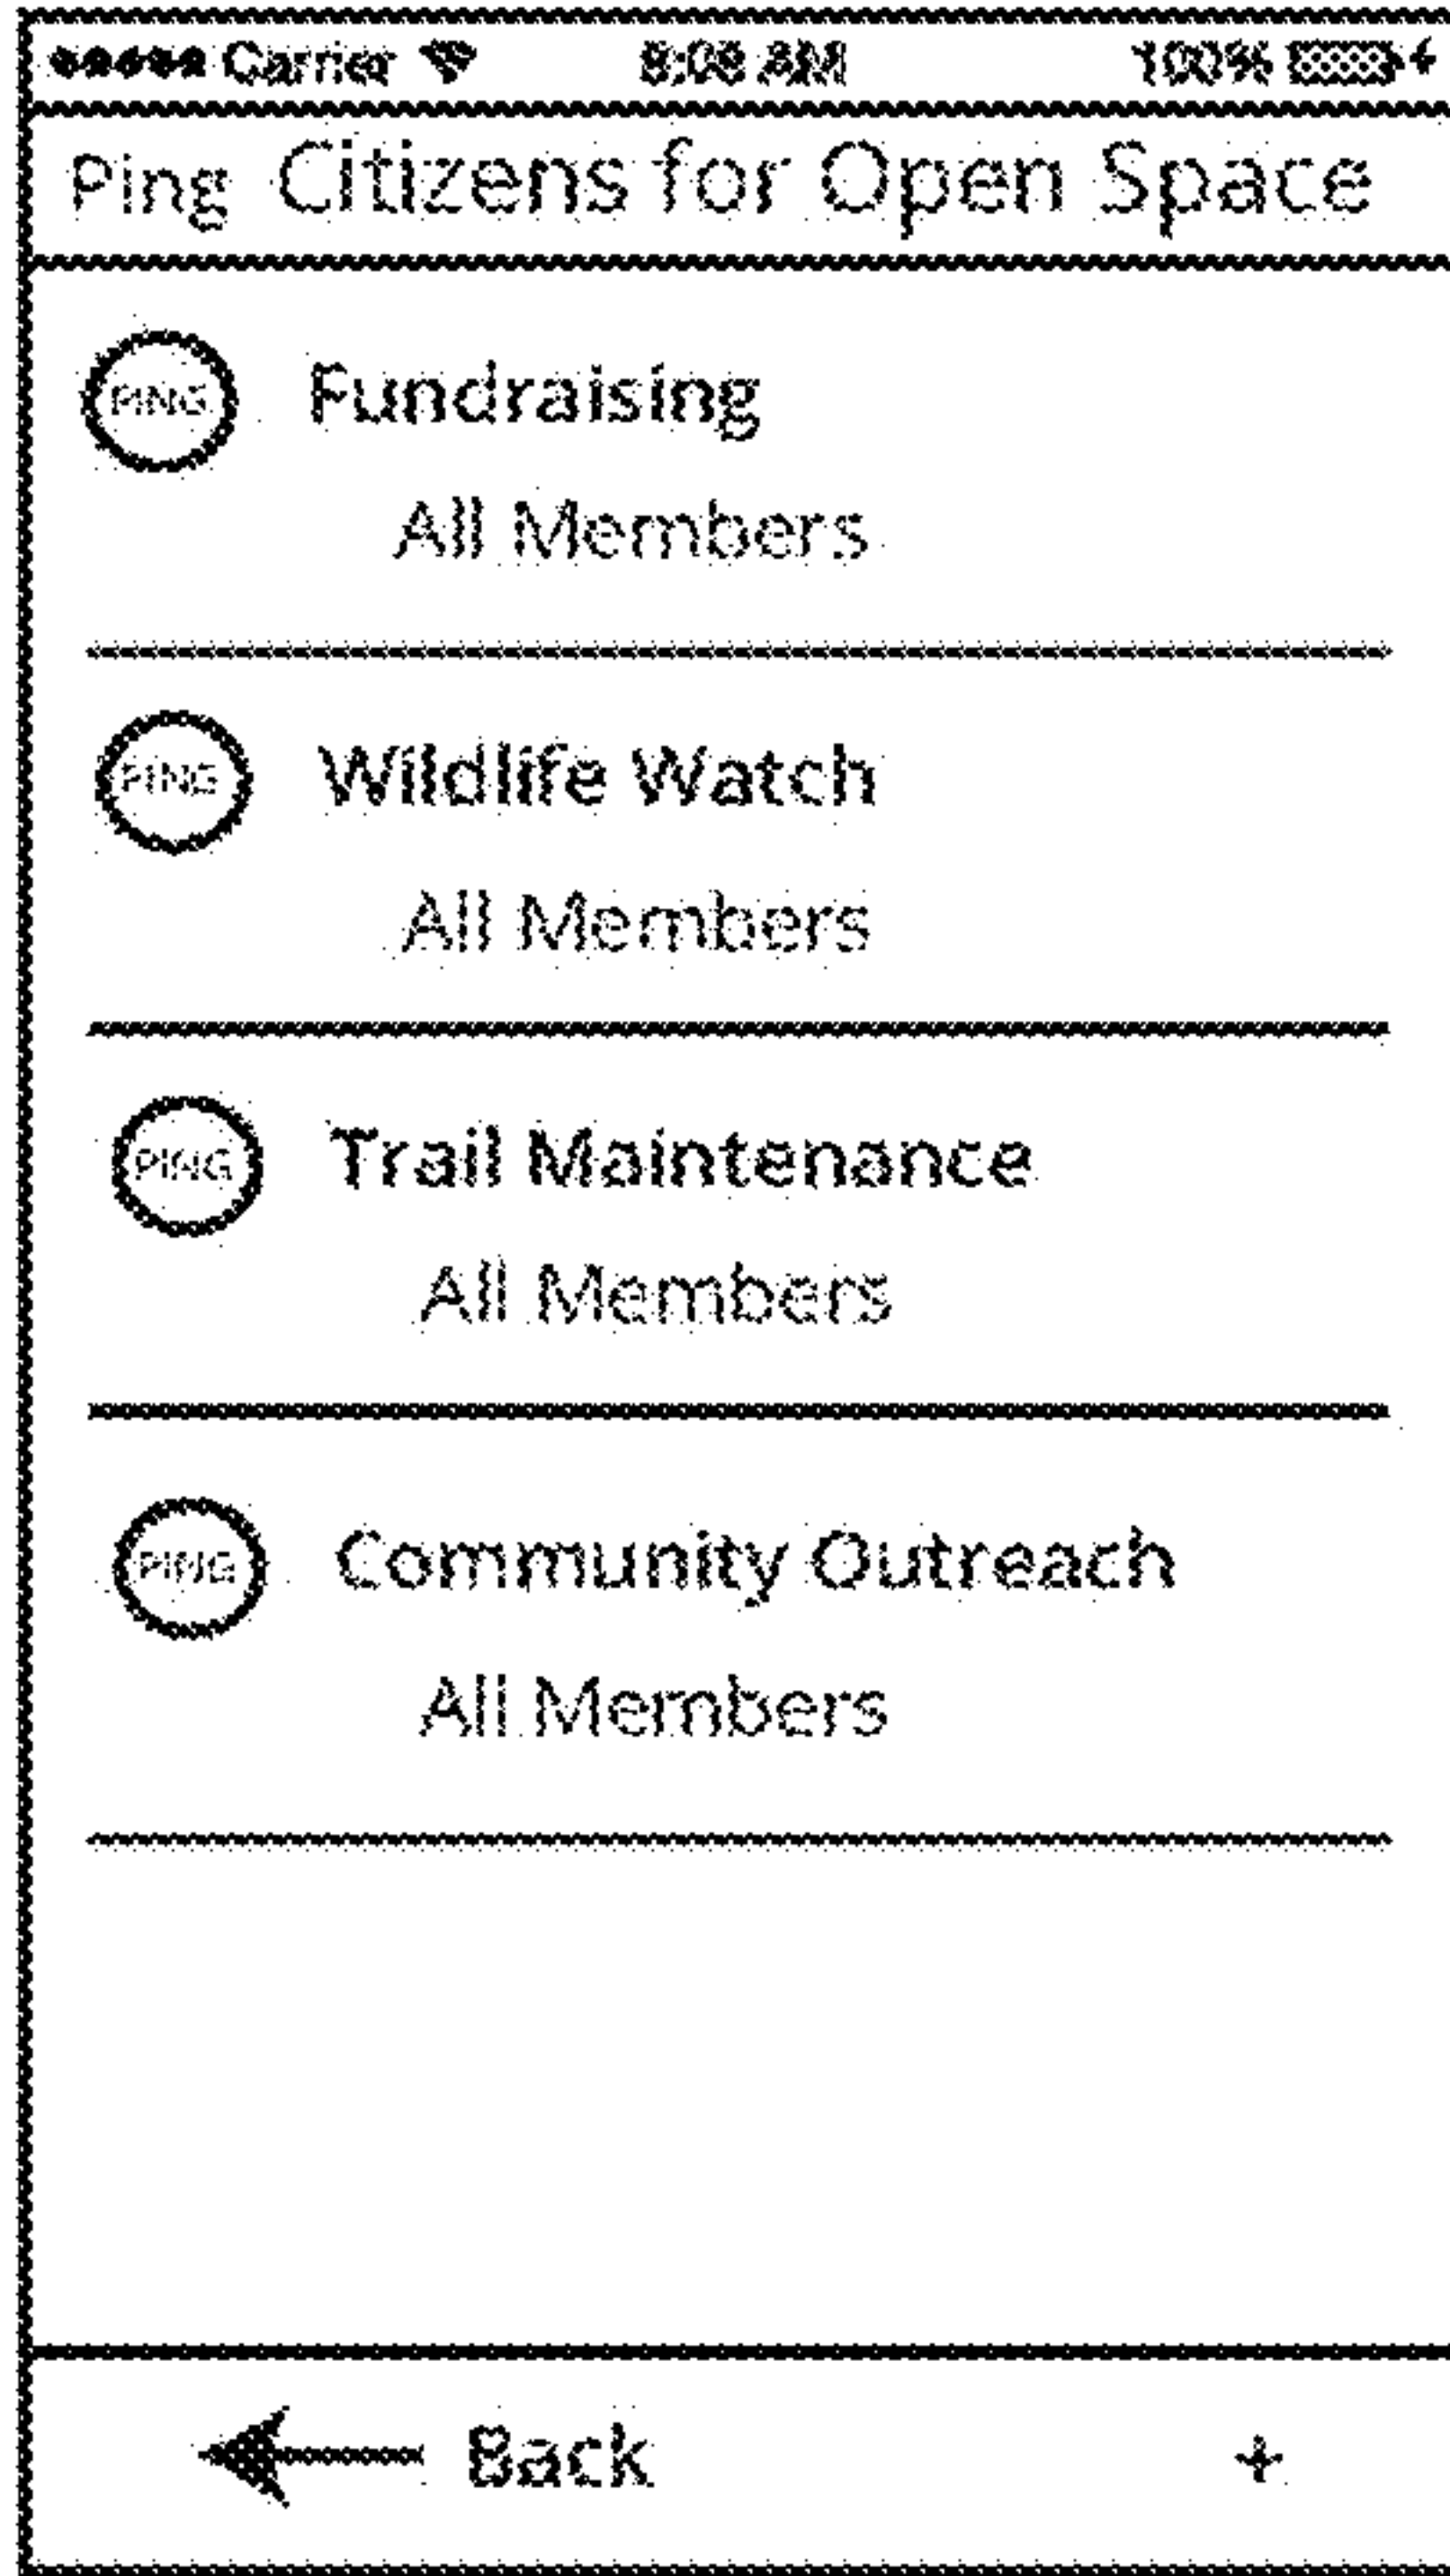 Carrier 8:08 AM 100%
Ping Citizens for Open Space
PING Fundraising
All Members
PING Wildlife Watch
All Members
PING Trail Maintenance
All Members
PING Community Outreach
All Members
Back +